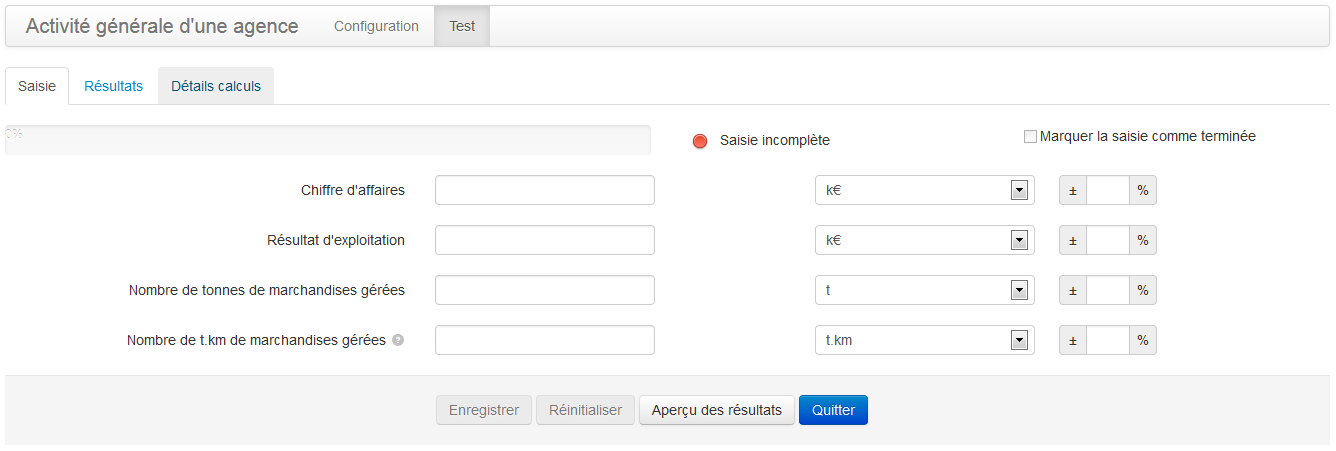 Activité générale d'une agence Configuration Test
Saisie Résultats Détails calculs
0% Saisie incomplète Marquer la saisie comme terminée
Chiffre d'affaires k€ ± %
Résultat d'exploitation k€ ± %
Nombre de tonnes de marchandises gérées t ± %
Nombre de t.km de marchandises gérées ? t.km ± %
Enregistrer Réinitialiser Aperçu des résultats Quitter